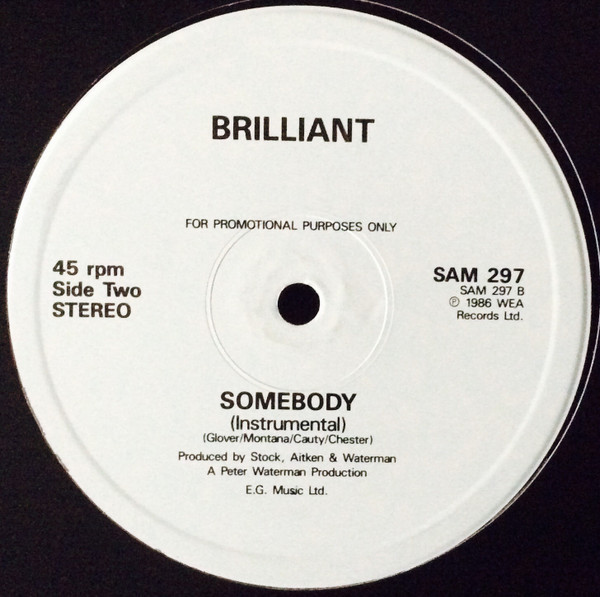 BRILLIANT
FOR PROMOTIONAL PURPOSES ONLY
45 rpm
Side Two
STEREO
SAM 297
SAM 297 B
℗ 1986 WEA
Records Ltd.
SOMEBODY
(Instrumental)
(Glover/Montana/Cauty/Chester)
Produced by Stock, Aitken & Waterman
A Peter Waterman Production
E.G. Music Ltd.